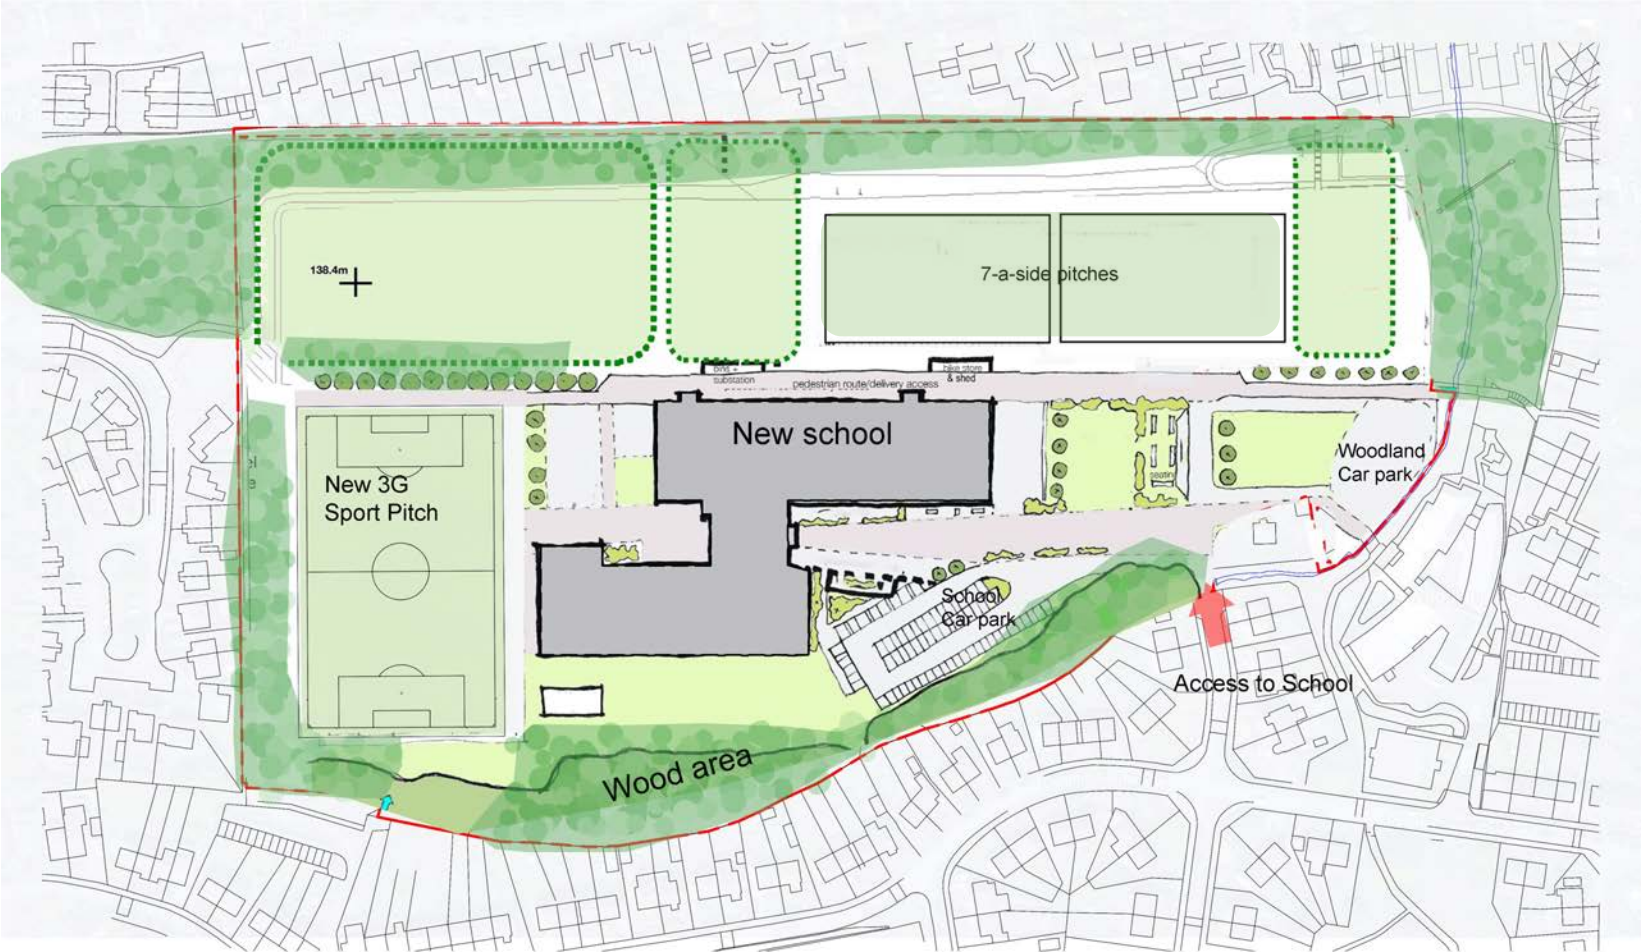 138.4m
7-a-side pitches
bins +
substation
bike store
& shed
pedestrian route/delivery access
New school
New 3G
Sport Pitch
seating
Woodland
Car park
School
Car park
Access to School
Wood area